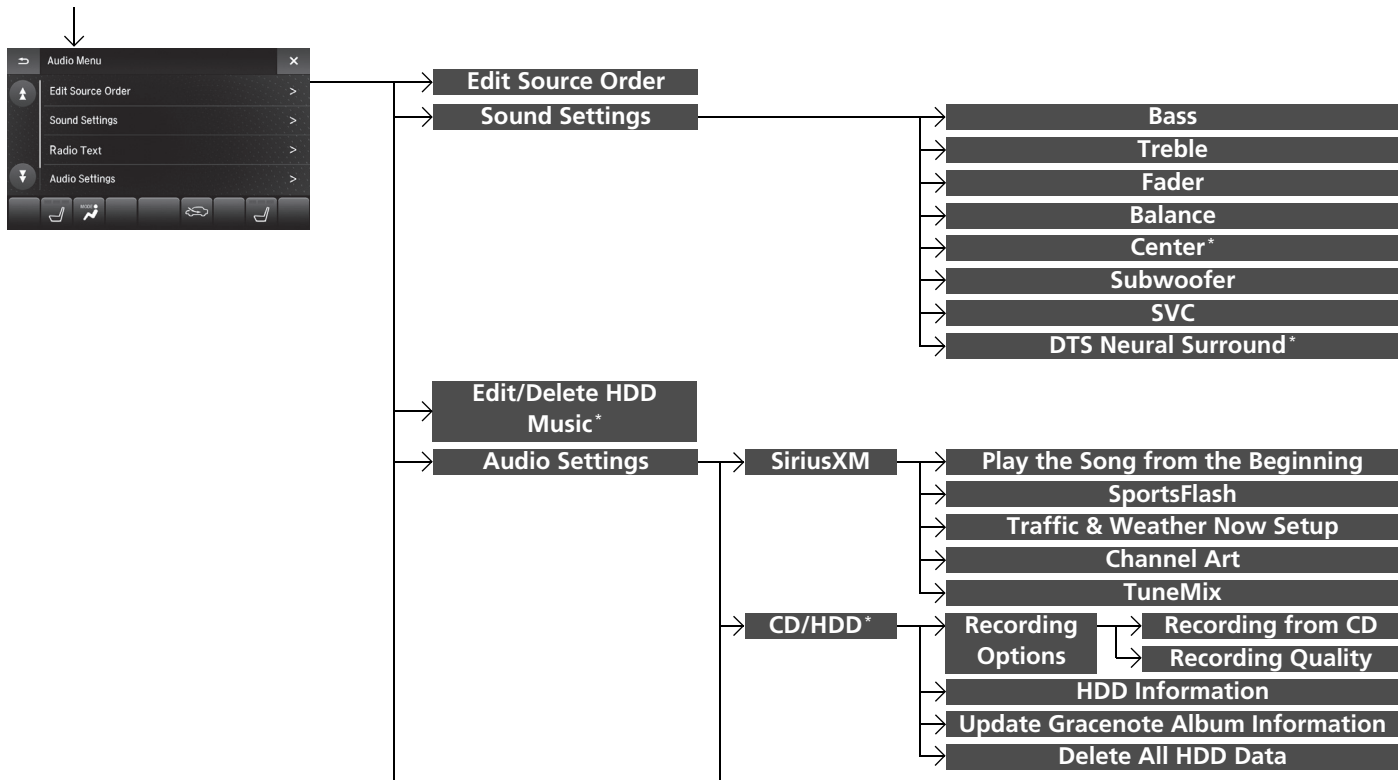 Audio Menu
Edit Source Order
Sound Settings
Radio Text
Audio Settings
MODE
Edit Source Order
Sound Settings
Bass
Treble
Fader
Balance
Center*
Subwoofer
SVC
DTS Neural Surround*
Edit/Delete HDD
Music*
Audio Settings
SiriusXM
Play the Song from the Beginning
SportsFlash
Traffic & Weather Now Setup
Channel Art
TuneMix
CD/HDD*
Recording
Options
Recording from CD
Recording Quality
HDD Information
Update Gracenote Album Information
Delete All HDD Data